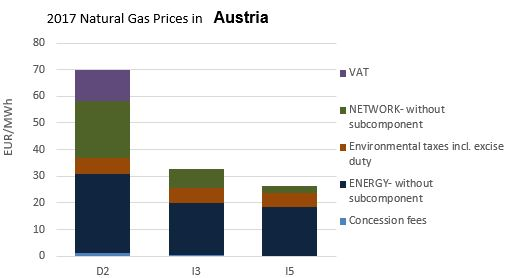 2017 Natural Gas Prices in Austria
80
70
60
50
40
30
20
10
0
EUR/MWh
D2
I3
I5
VAT
NETWORK- without
subcomponent
Environmental taxes incl. excise
duty
ENERGY- without
subcomponent
Concession fees